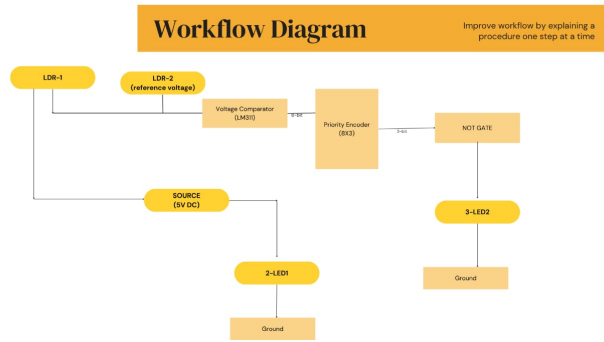 Workflow Diagram
Improve workflow by explaining a
procedure one step at a time
LDR-1
LDR-2
(reference voltage)
Voltage Comparator
(LM311)
8-bit
Priority Encoder
(8X3)
3-bit
NOT GATE
SOURCE
(5V DC)
3-LED2
2-LED1
Ground
Ground